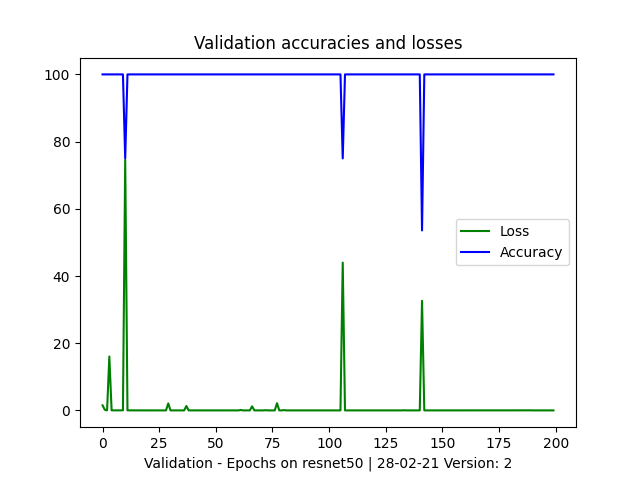 Validation accuracies and losses
100
80
60
40
20
0
Loss
Accuracy
0 25 50 75 100 125 150 175 200
Validation - Epochs on resnet50 | 28-02-21 Version: 2